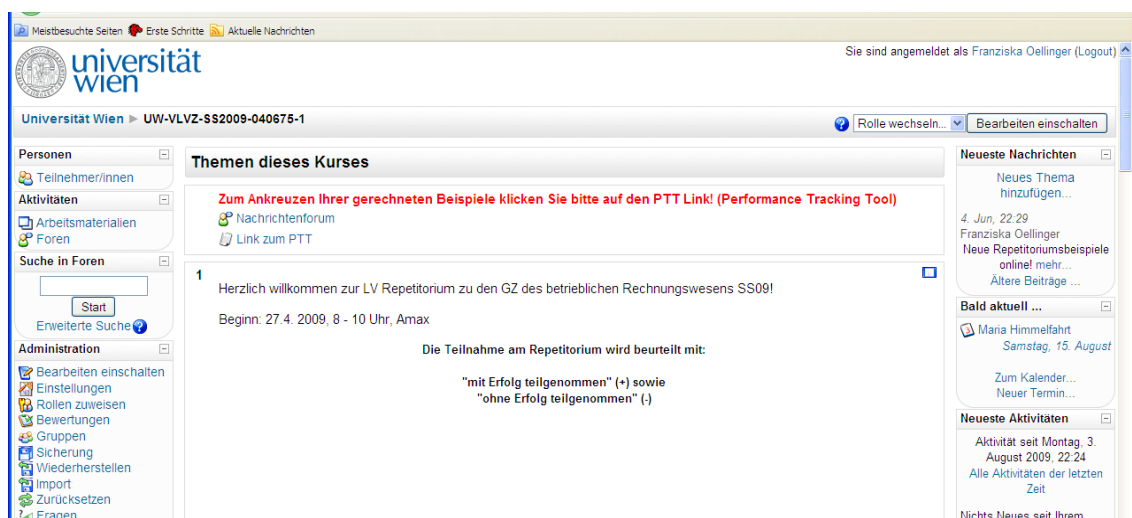 Meistbesuchte Seiten Erste Schritte Aktuelle Nachrichten
universität
wien
Sie sind angemeldet als Franziska Oellinger (Logout)
Universität Wien ► UW-VLVZ-SS2009-040675-1
Rolle wechseln...
Bearbeiten einschalten
Personen
Teilnehmer/innen
Aktivitäten
Arbeitsmaterialien
Foren
Suche in Foren
Start
Erweiterte Suche
Administration
Bearbeiten einschalten
Einstellungen
Rollen zuweisen
Bewertungen
Gruppen
Sicherung
Wiederherstellen
Import
Zurücksetzen
Fragen
Themen dieses Kurses
Zum Ankreuzen Ihrer gerechneten Beispiele klicken Sie bitte auf den PTT Link! (Performance Tracking Tool)
Nachrichtenforum
Link zum PTT
1
Herzlich willkommen zur LV Repetitorium zu den GZ des betrieblichen Rechnungswesens SS09!
Beginn: 27.4. 2009, 8 - 10 Uhr, Amax
Die Teilnahme am Repetitorium wird beurteilt mit:
"mit Erfolg teilgenommen" (+) sowie
"ohne Erfolg teilgenommen" (-)
Neueste Nachrichten
Neues Thema
hinzufügen...
4. Jun, 22:29
Franziska Oellinger
Neue Repetitoriumsbeispiele
online! mehr...
Ältere Beiträge ...
Bald aktuell ...
Maria Himmelfahrt
Samstag, 15. August
Zum Kalender...
Neuer Termin...
Neueste Aktivitäten
Aktivität seit Montag, 3.
August 2009, 22:24
Alle Aktivitäten der letzten
Zeit
Nichts Neues seit Ihrem